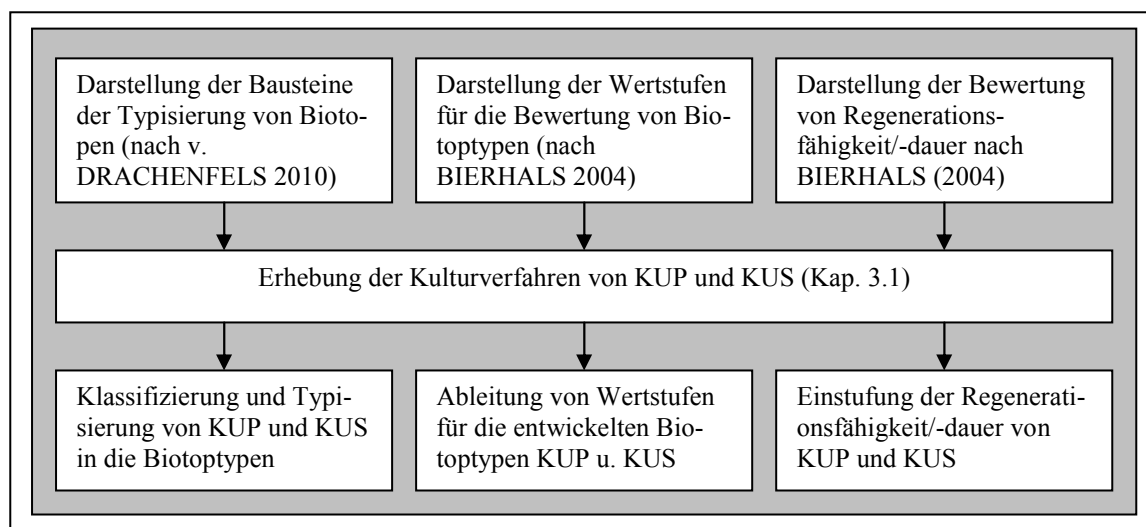 Darstellung der Bausteine
der Typisierung von Bioto-
pen (nach v.
DRACHENFELS 2010)
Darstellung der Wertstufen
für die Bewertung von Bio-
toptypen (nach
BIERHALS 2004)
Darstellung der Bewertung
von Regenerations-
fähigkeit/-dauer nach
BIERHALS (2004)
Erhebung der Kulturverfahren von KUP und KUS (Kap. 3.1)
Klassifizierung und Typi-
sierung von KUP und KUS
in die Biotoptypen
Ableitung von Wertstufen
für die entwickelten Bio-
toptypen KUP u. KUS
Einstufung der Regenerati-
onsfähigkeit/-dauer von
KUP und KUS